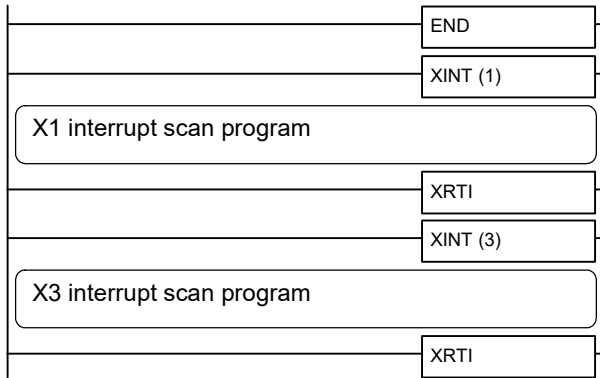 END
XINT (1)
X1 interrupt scan program
XRTI
XINT (3)
X3 interrupt scan program
XRTI